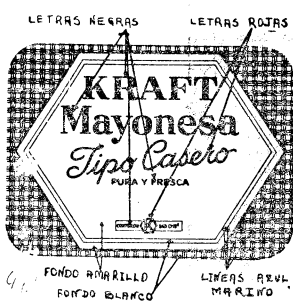 LETRAS NEGRAS
LETRAS ROJAS
KRAFT
Mayonesa
Tipo Casero
PURA Y FRESCA
FONDO AMARILLO
LINEAS AZUL
MARINO
FONDO BLANCO